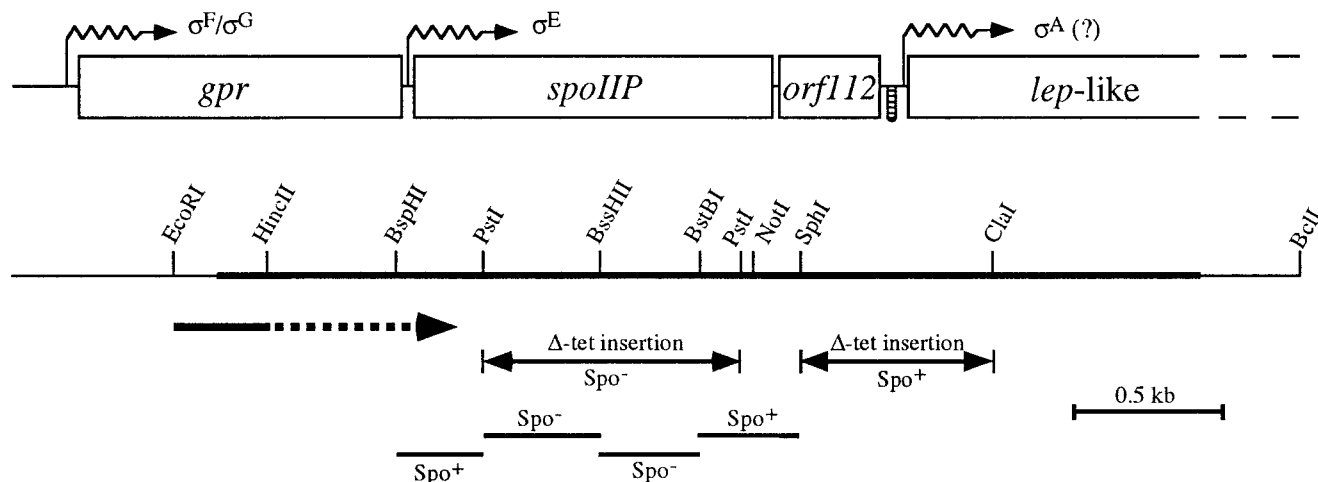 σF/σG σE σA (?)
gpr spoIIP orf112 lep-like
EcoRI HincII BspHI PstI BssHII BstBI PstI NotI SphI ClaI BclI
Δ-tet insertion Δ-tet insertion
Spo- Spo+
0.5 kb
Spo- Spo+
Spo+ Spo-